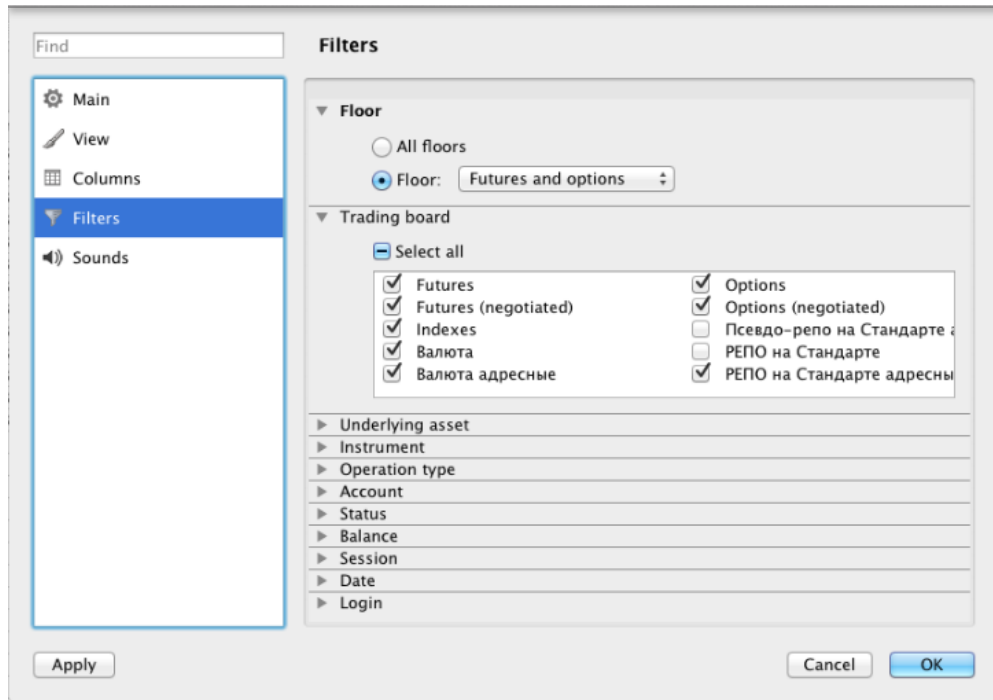 Find
Filters
Main
View
Columns
Filters
Sounds
Floor
All floors
Floor: Futures and options
Trading board
Select all
Futures Options
Futures (negotiated) Options (negotiated)
Indexes Псевдо-репо на Стандарте
Валюта РЕПО на Стандарте
Валюта адресные РЕПО на Стандарте адресны
Underlying asset
Instrument
Operation type
Account
Status
Balance
Session
Date
Login
Apply Cancel OK